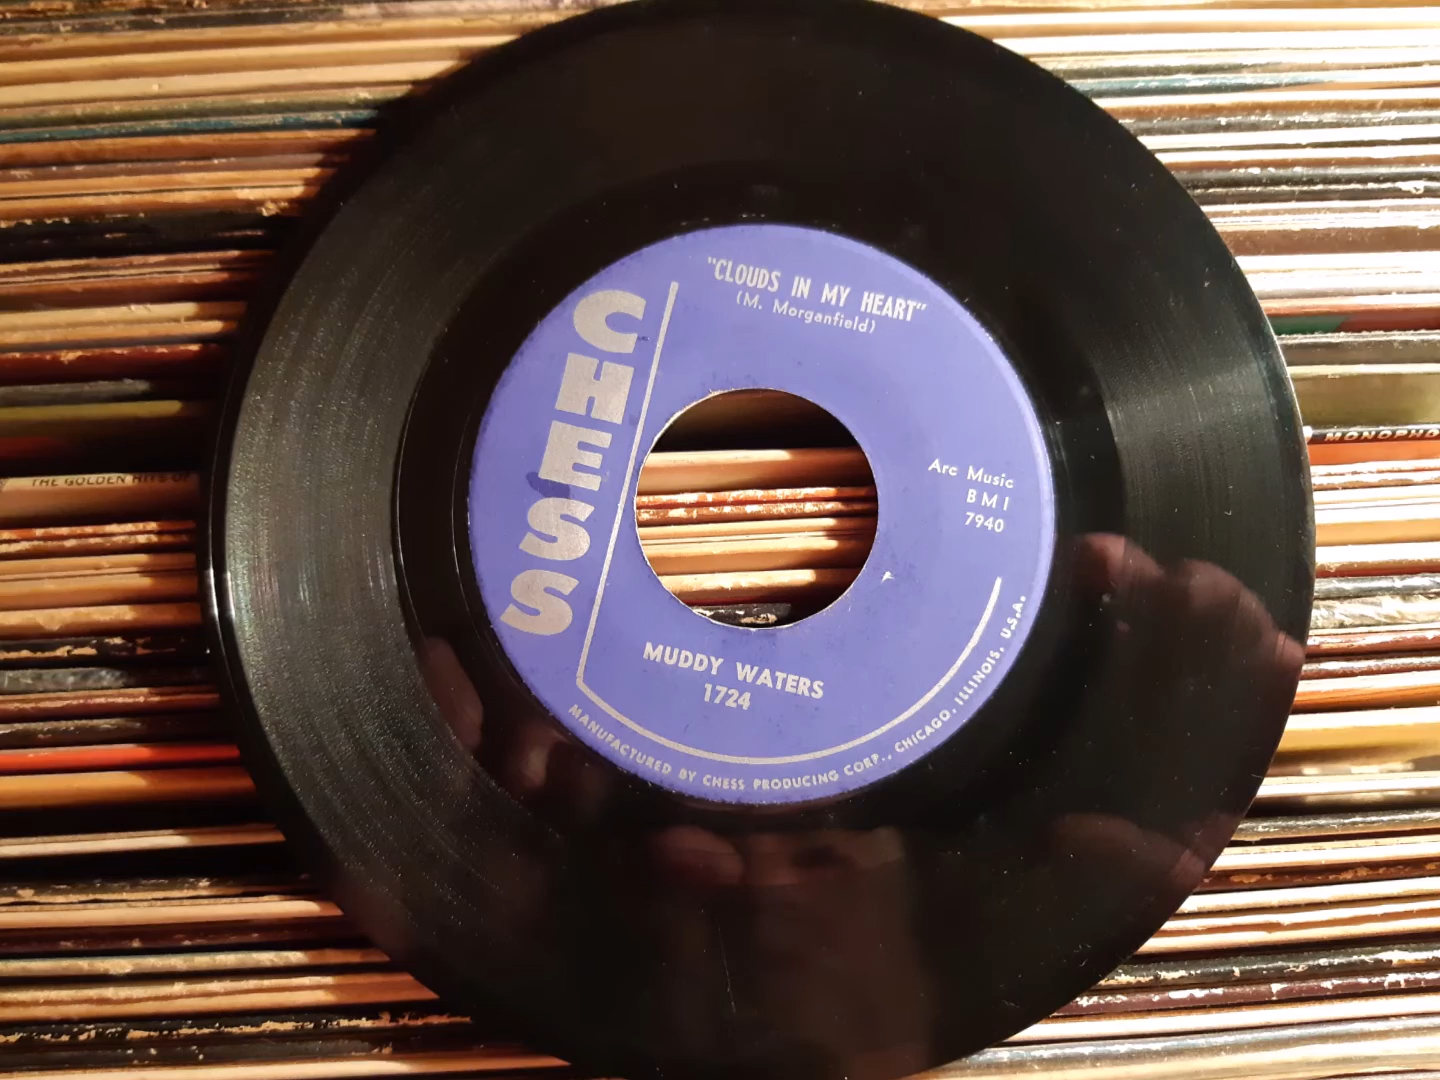 "CLOUDS IN MY HEART"
(M. Morganfield)
CHESS
Arc Music
BMI
7940
MUDDY WATERS
1724
MANUFACTURED BY CHESS PRODUCING CORP., CHICAGO, ILLINOIS, U.S.A.
THE GOLDEN HITS OF